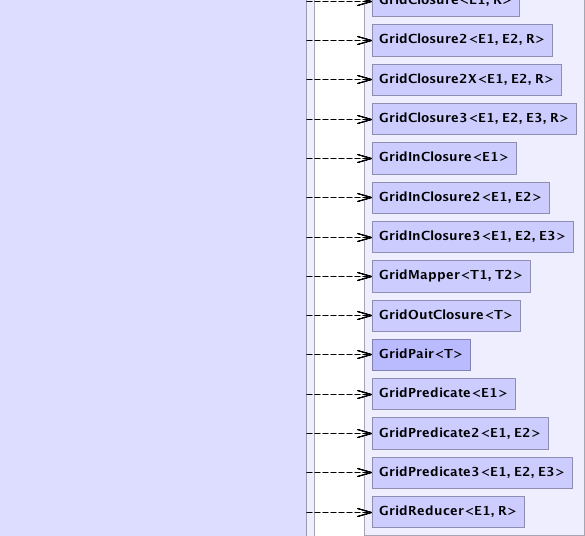 GridClosure<E1, R>
GridClosure2<E1, E2, R>
GridClosure2X<E1, E2, R>
GridClosure3<E1, E2, E3, R>
GridInClosure<E1>
GridInClosure2<E1, E2>
GridInClosure3<E1, E2, E3>
GridMapper<T1, T2>
GridOutClosure<T>
GridPair<T>
GridPredicate<E1>
GridPredicate2<E1, E2>
GridPredicate3<E1, E2, E3>
GridReducer<E1, R>